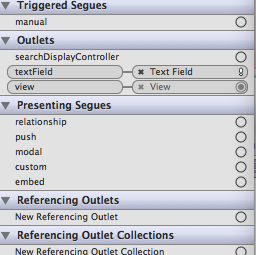 Triggered Segues
manual
Outlets
searchDisplayController
textField Text Field
view View
Presenting Segues
relationship
push
modal
custom
embed
Referencing Outlets
New Referencing Outlet
Referencing Outlet Collections
New Referencing Outlet Collection